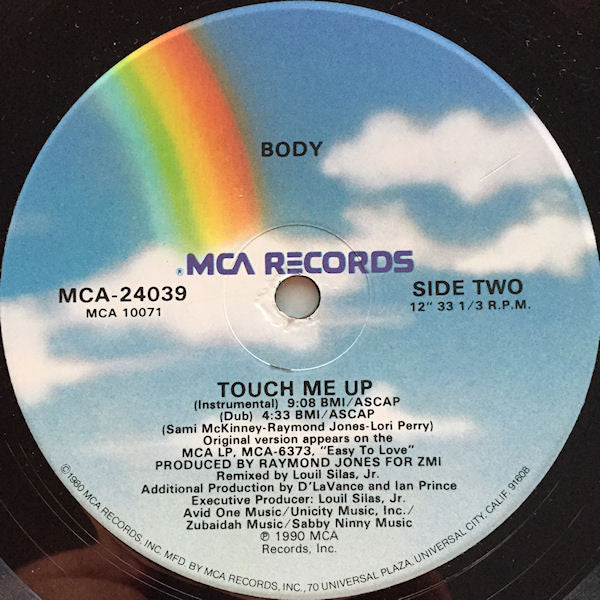 BODY
®MCA RECORDS
MCA-24039
MCA 10071
SIDE TWO
12" 33 1/3 R.P.M.
TOUCH ME UP
(Instrumental) 9:08 BMI/ASCAP
(Dub) 4:33 BMI/ASCAP
(Sami McKinney-Raymond Jones-Lori Perry)
Original version appears on the
MCA LP, MCA-6373, "Easy To Love"
PRODUCED BY RAYMOND JONES FOR ZMI
Remixed by Louil Silas, Jr.
Additional Production by D'LaVance and Ian Prince
Executive Producer: Louil Silas, Jr.
Avid One Music/Unicity Music, Inc./
Zubaidah Music/Sabby Ninny Music
℗ 1990 MCA
Records, Inc.
©1980 MCA RECORDS, INC. MFD. BY MCA RECORDS, INC., 70 UNIVERSAL PLAZA, UNIVERSAL CITY, CALIF. 91608